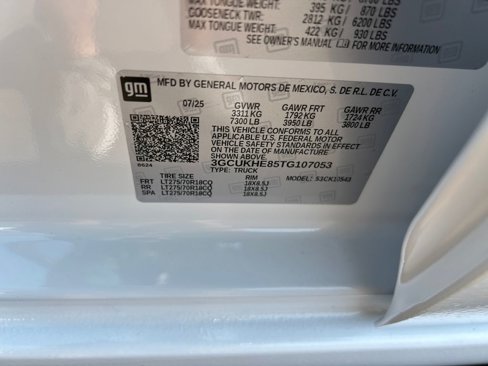 MAX TONGUE WEIGHT:
395 KG/ 870 LBS
GOOSENECK TWR:
2812 KG/ 6200 LBS
MAX TONGUE WEIGHT:
422 KG/ 930 LBS
SEE OWNER'S MANUAL FOR MORE INFORMATION
gm MFD BY GENERAL MOTORS DE MEXICO, S. DE R.L. DE C.V.
07/25 GVWR GAWR FRT GAWR RR
3311 KG 1792 KG 1724 KG
7300 LB 3950 LB 3800 LB
THIS VEHICLE CONFORMS TO ALL
APPLICABLE U.S. FEDERAL MOTOR
VEHICLE SAFETY STANDARDS IN EFFECT
ON THE DATE OF MANUFACTURE
3GCUKHE85TG107053
TYPE: TRUCK
TIRE SIZE RIM MODEL: 53CK10543
FRT LT275/70R18CQ 18X8.5J
RR LT275/70R18CQ 18X8.5J
SPA LT275/70R18CQ 18X8.5J